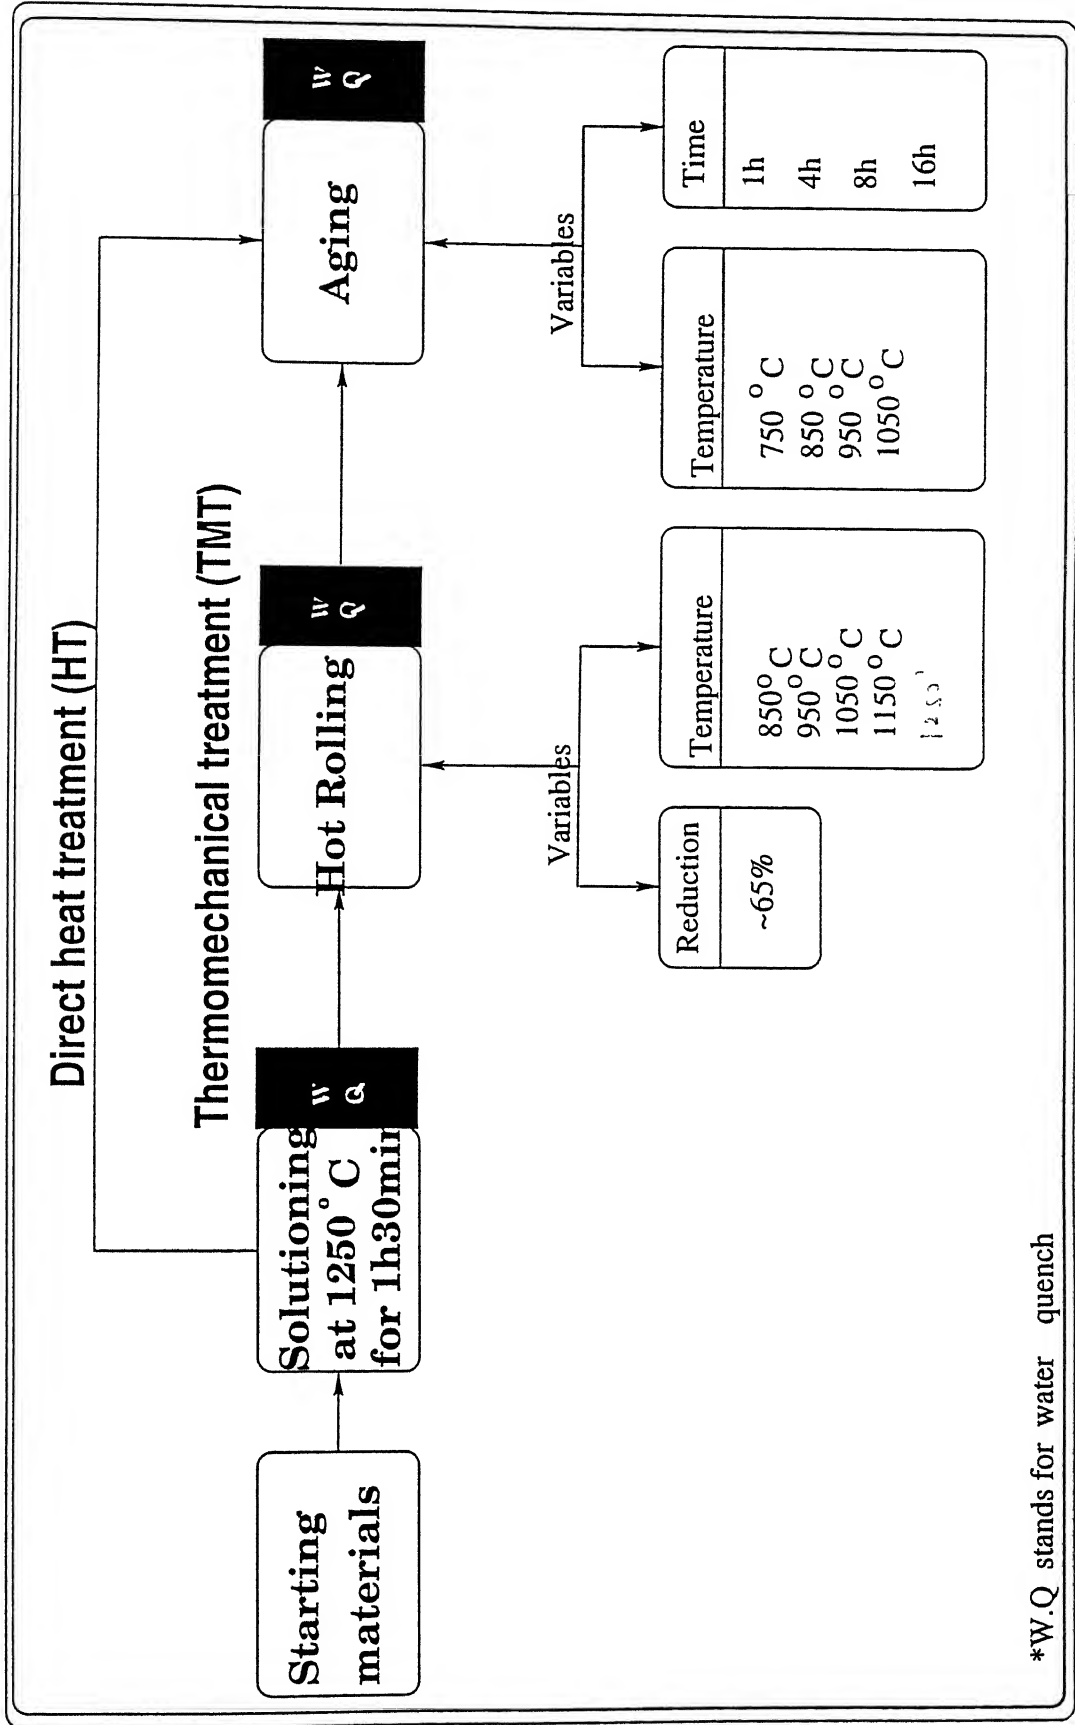 Direct heat treatment (HT)
Thermomechanical treatment (TMT)
Starting
materials
Solutioning
at 1250°C
for 1h30min
W
Q
Hot Rolling
W
Q
Aging
W
Q
Variables
Reduction
~65%
Temperature
850°C
950°C
1050°C
1150°C
Variables
Temperature
750 °C
850 °C
950 °C
1050 °C
Time
1h
4h
8h
16h
*W.Q stands for water quench